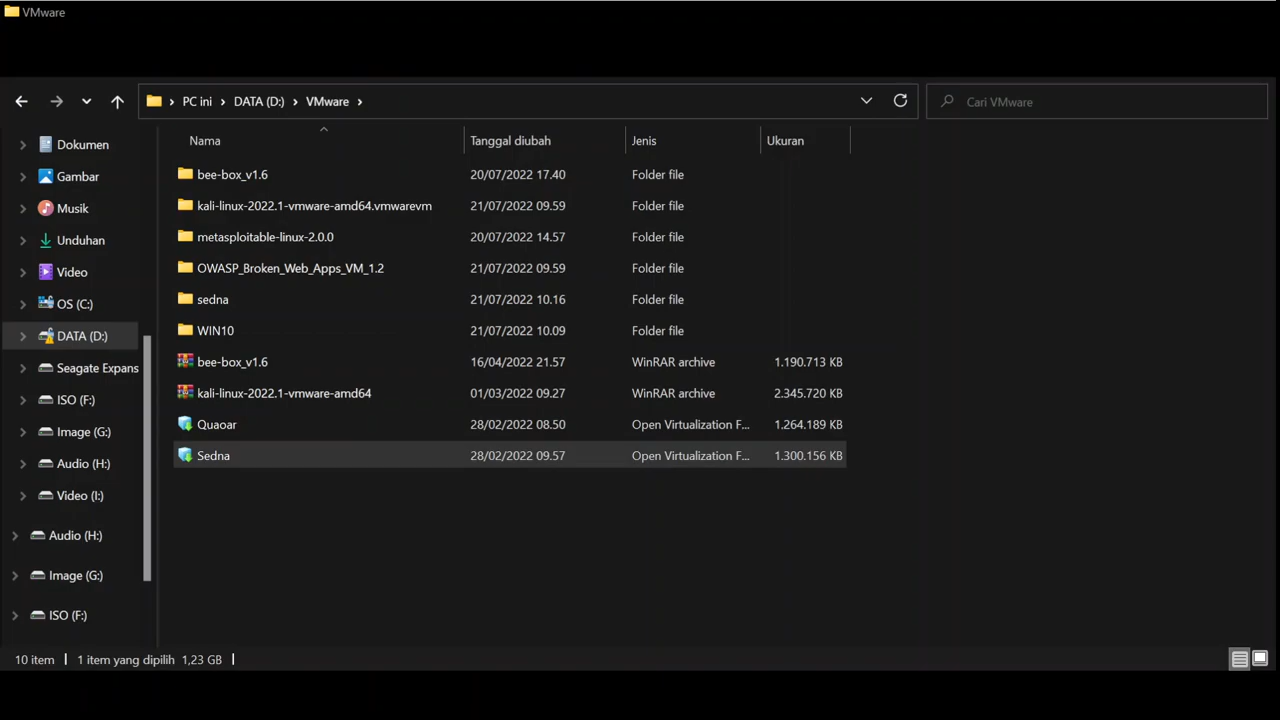 VMware
PC ini DATA (D:) VMware
Cari VMware
Nama Tanggal diubah Jenis Ukuran
Dokumen
Gambar
Musik
Unduhan
Video
OS (C:)
DATA (D:)
Seagate Expans
ISO (F:)
Image (G:)
Audio (H:)
Video (I:)
Audio (H:)
Image (G:)
ISO (F:)
bee-box_v1.6 20/07/2022 17.40 Folder file
kali-linux-2022.1-vmware-amd64.vmwarevm 21/07/2022 09.59 Folder file
metasploitable-linux-2.0.0 20/07/2022 14.57 Folder file
OWASP_Broken_Web_Apps_VM_1.2 21/07/2022 09.59 Folder file
sedna 21/07/2022 10.16 Folder file
WIN10 21/07/2022 10.09 Folder file
bee-box_v1.6 16/04/2022 21.57 WinRAR archive 1.190.713 KB
kali-linux-2022.1-vmware-amd64 01/03/2022 09.27 WinRAR archive 2.345.720 KB
Quaoar 28/02/2022 08.50 Open Virtualization F... 1.264.189 KB
Sedna 28/02/2022 09.57 Open Virtualization F... 1.300.156 KB
10 item 1 item yang dipilih 1,23 GB